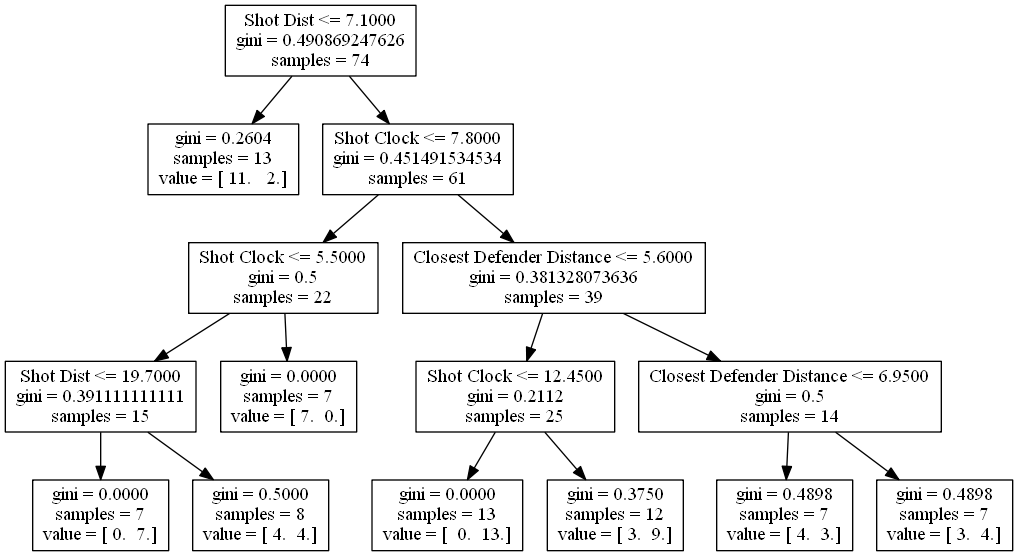 Shot Dist <= 7.1000
gini = 0.490869247626
samples = 74
gini = 0.2604
samples = 13
value = [ 11.   2.]
Shot Clock <= 7.8000
gini = 0.451491534534
samples = 61
Shot Clock <= 5.5000
gini = 0.5
samples = 22
Closest Defender Distance <= 5.6000
gini = 0.381328073636
samples = 39
Shot Dist <= 19.7000
gini = 0.391111111111
samples = 15
gini = 0.0000
samples = 7
value = [ 7.  0.]
Shot Clock <= 12.4500
gini = 0.2112
samples = 25
Closest Defender Distance <= 6.9500
gini = 0.5
samples = 14
gini = 0.0000
samples = 7
value = [ 0.  7.]
gini = 0.5000
samples = 8
value = [ 4.  4.]
gini = 0.0000
samples = 13
value = [  0.  13.]
gini = 0.3750
samples = 12
value = [ 3.  9.]
gini = 0.4898
samples = 7
value = [ 4.  3.]
gini = 0.4898
samples = 7
value = [ 3.  4.]